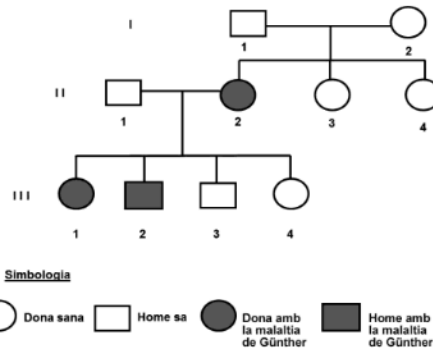 I
1
2
II
1
2
3
4
III
1
2
3
4
Simbologia
Dona sana
Home sa
Dona amb
la malaltia
de Günther
Home amb
la malaltia
de Günther